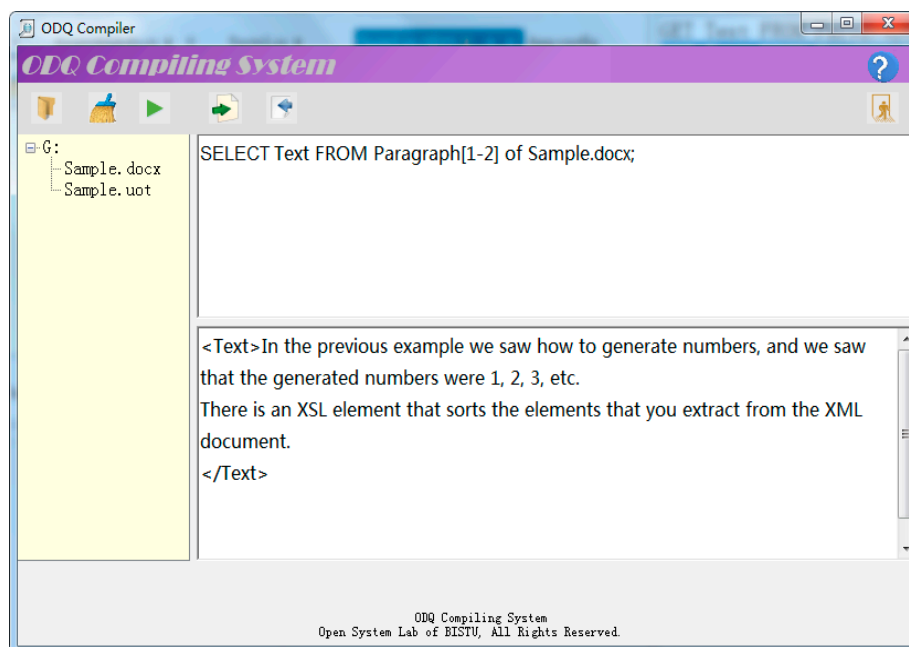 ODQ Compiler
ODQ Compiling System
?
G:
Sample.docx
Sample.uot
SELECT Text FROM Paragraph[1-2] of Sample.docx;
<Text>In the previous example we saw how to generate numbers, and we saw
that the generated numbers were 1, 2, 3, etc.
There is an XSL element that sorts the elements that you extract from the XML
document.
</Text>
ODQ Compiling System
Open System Lab of BISTU, All Rights Reserved.